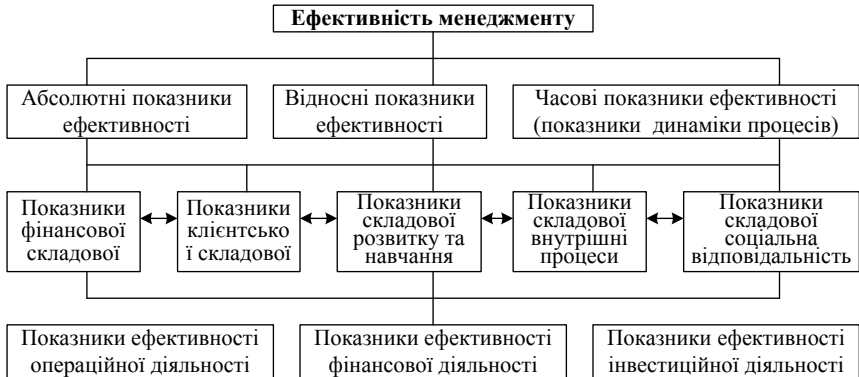 Ефективність менеджменту
Абсолютні показники
ефективності
Відносні показники
ефективності
Часові показники ефективності
(показники динаміки процесів)
Показники
фінансової
складової
Показники
клієнтсько
ї складової
Показники
складової
розвитку та
навчання
Показники
складової
внутрішні
процеси
Показники
складової
соціальна
відповідальність
Показники ефективності
операційної діяльності
Показники ефективності
фінансової діяльності
Показники ефективності
інвестиційної діяльності